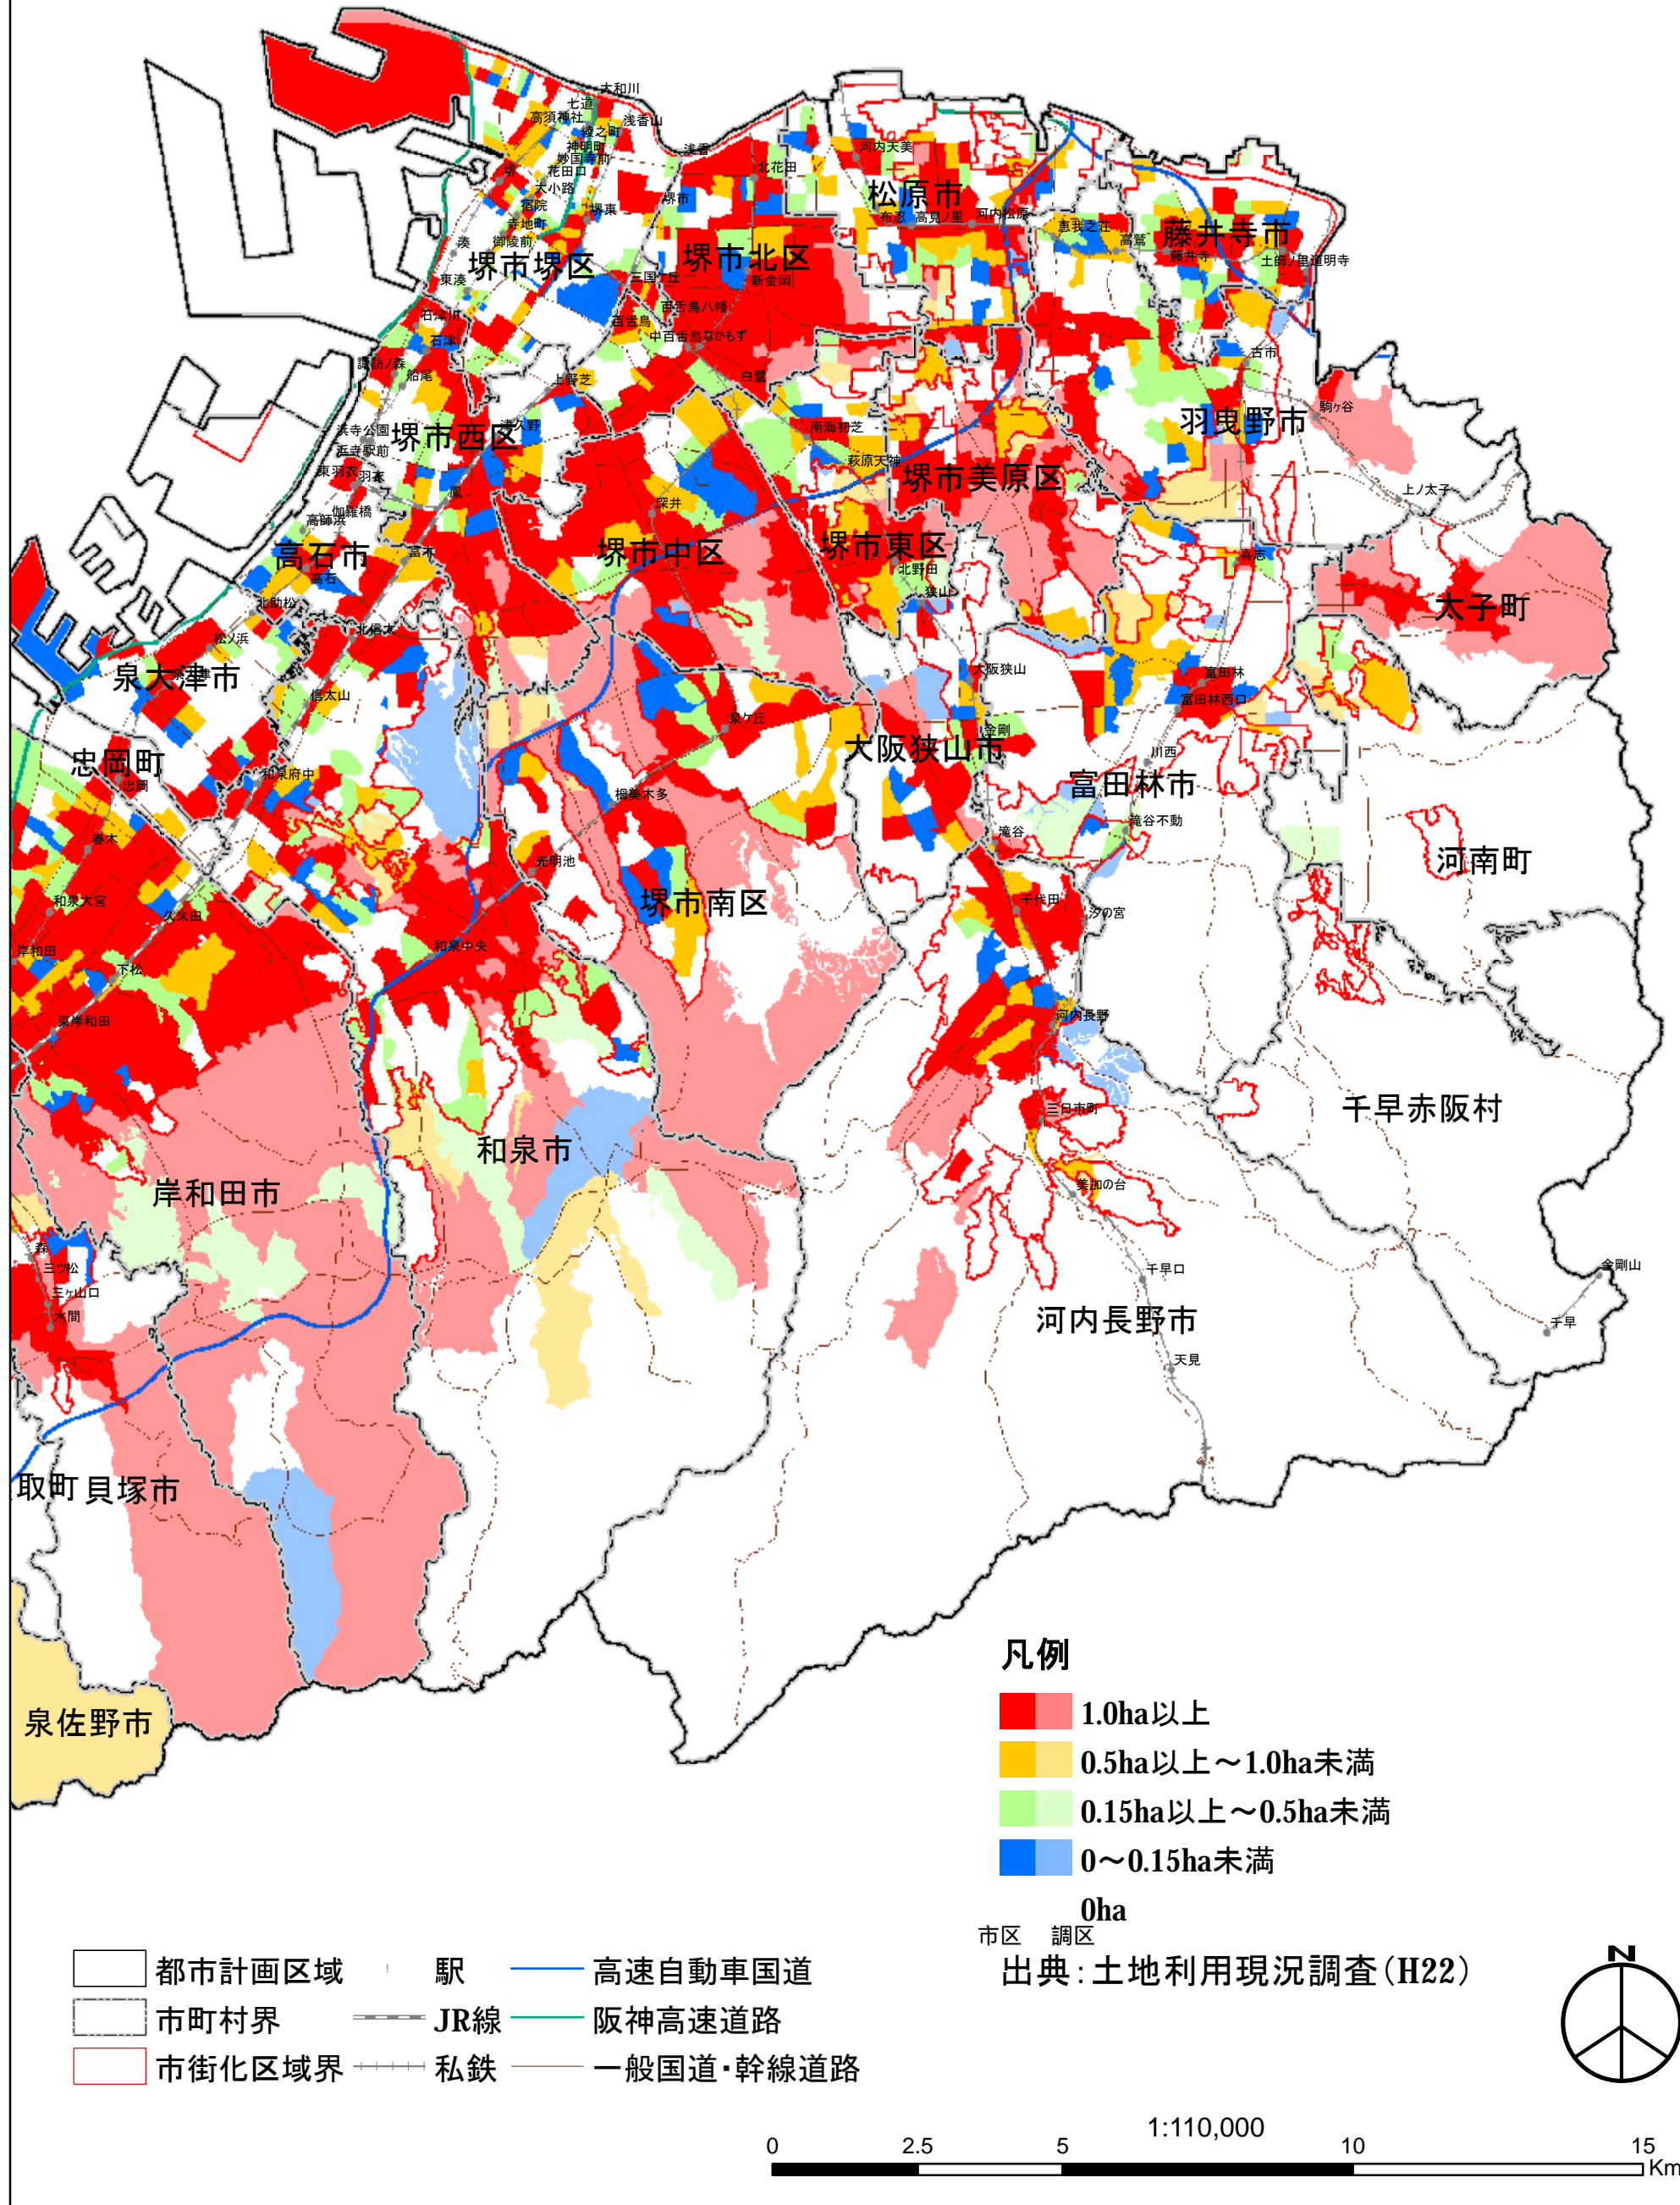 大和川
七道
高須神社
浅香山
綾之町
神明町
妙国寺前
花田口
大小路
宿院
寺地町
御陵前
堺
堺東
堺市
浅香
北花田
河内天美
松原市
布忍
高見ノ里
河内松原
恵我之荘
高鷲
藤井寺市
藤井寺
土師ノ里
道明寺
湊
東湊
堺市堺区
堺市北区
新金岡
三国ケ丘
百舌鳥八幡
百舌鳥
中百舌鳥
なかもず
白鷺
石津川
石津
諏訪ノ森
船尾
上野芝
津久野
浜寺公園
浜寺駅前
堺市西区
東羽衣
羽衣
鳳
伽羅橋
高師浜
高石市
高石
富木
古市
駒ヶ谷
羽曳野市
上ノ太子
南海初芝
萩原天神
堺市美原区
深井
堺市中区
堺市東区
北野田
狭山
喜志
太子町
北助松
松ノ浜
北信太
泉大津市
信太山
大阪狭山
富田林
富田林西口
泉ケ丘
金剛
大阪狭山市
川西
富田林市
忠岡町
忠岡
和泉府中
栂美木多
滝谷
滝谷不動
春木
光明池
堺市南区
河南町
和泉大宮
久米田
千代田
汐の宮
岸和田
下松
和泉中央
東岸和田
河内長野
三日市町
千早赤阪村
和泉市
岸和田市
美加の台
森
三ツ松
三ヶ山口
水間
千早口
金剛山
河内長野市
千早
天見
取町
貝塚市
泉佐野市
凡例
1.0ha以上
0.5ha以上～1.0ha未満
0.15ha以上～0.5ha未満
0～0.15ha未満
0ha
市区 調区
出典:土地利用現況調査(H22)
都市計画区域 駅 高速自動車国道
市町村界 JR線 阪神高速道路
市街化区域界 私鉄 一般国道・幹線道路
N
1:110,000
0 2.5 5 10 15
Km